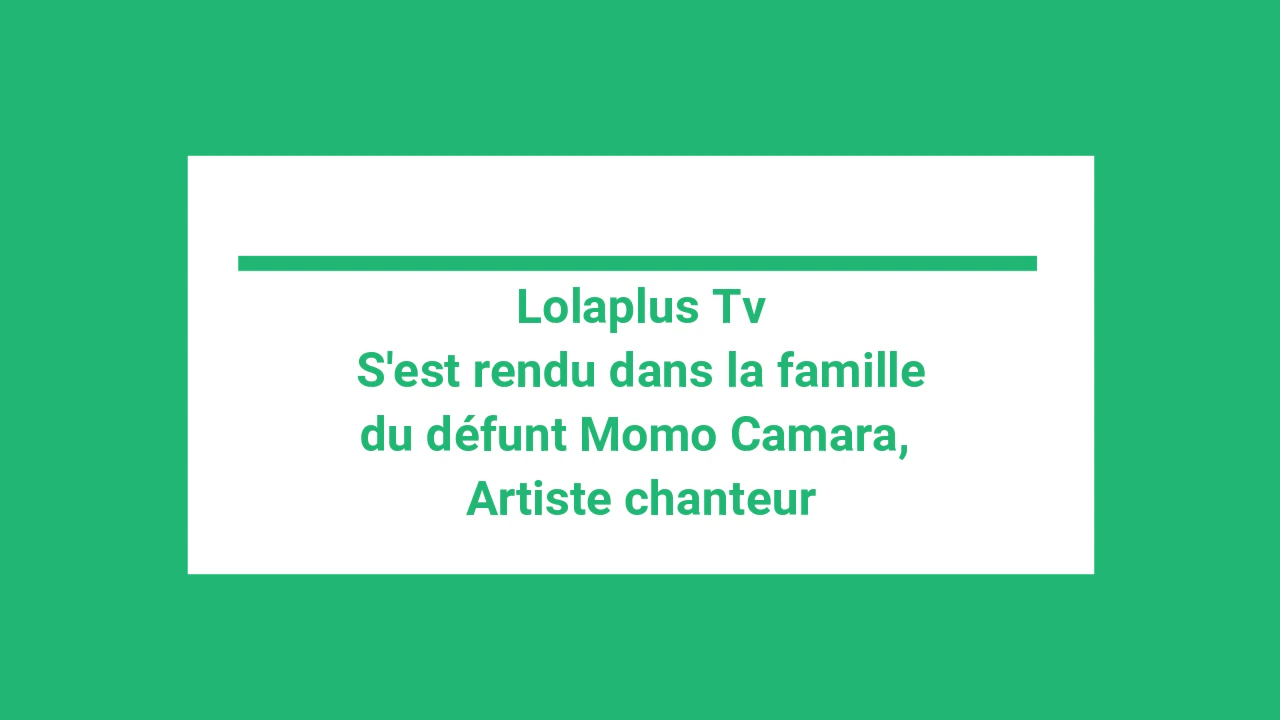 Lolaplus Tv
S'est rendu dans la famille
du défunt Momo Camara,
Artiste chanteur